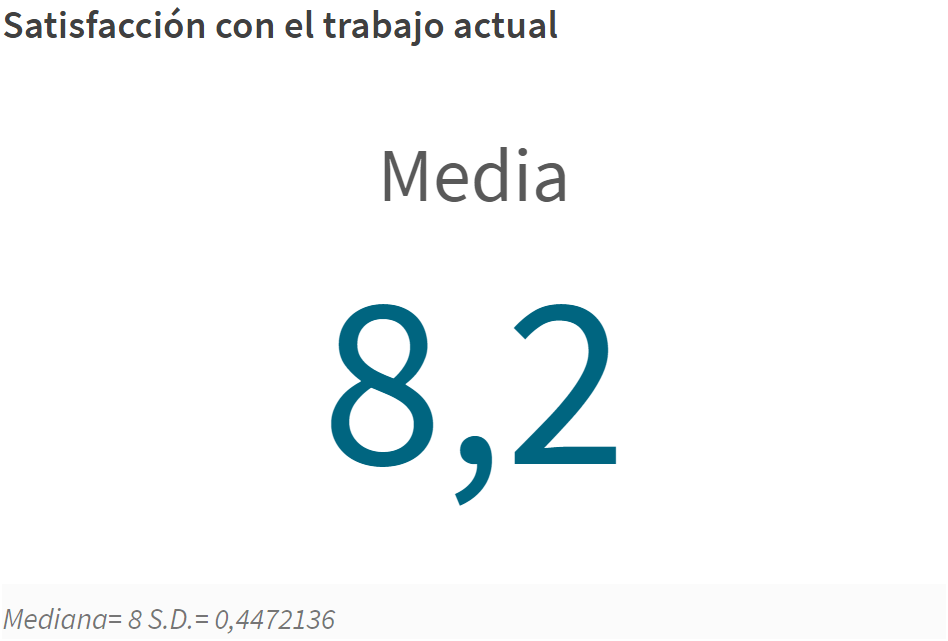 Satisfacción con el trabajo actual
Media
8,2
Mediana= 8 S.D.= 0,4472136